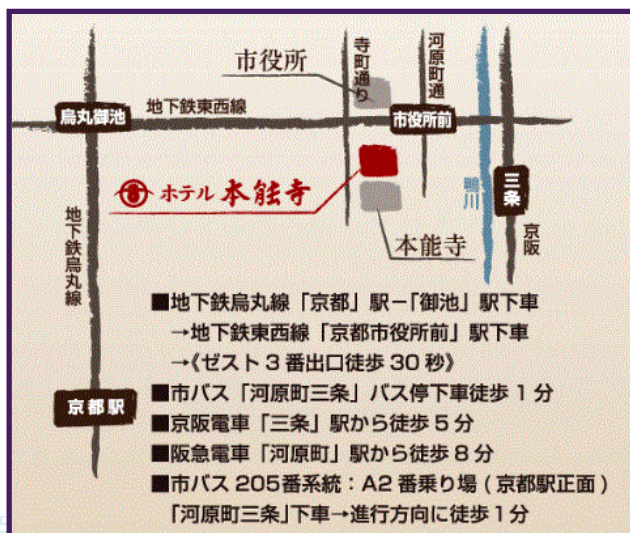 市役所
寺町通り
河原町通
烏丸御池
地下鉄東西線
市役所前
ホテル 本能寺
鴨川
三条
京阪
地下鉄烏丸線
本能寺
京都駅
■地下鉄烏丸線「京都」駅－「御池」駅下車
→地下鉄東西線「京都市役所前」駅下車
→《ゼスト3番出口徒歩30秒》
■市バス「河原町三条」バス停下車徒歩1分
■京阪電車「三条」駅から徒歩5分
■阪急電車「河原町」駅から徒歩8分
■市バス205番系統：A2番乗り場(京都駅正面)
「河原町三条」下車→進行方向に徒歩1分